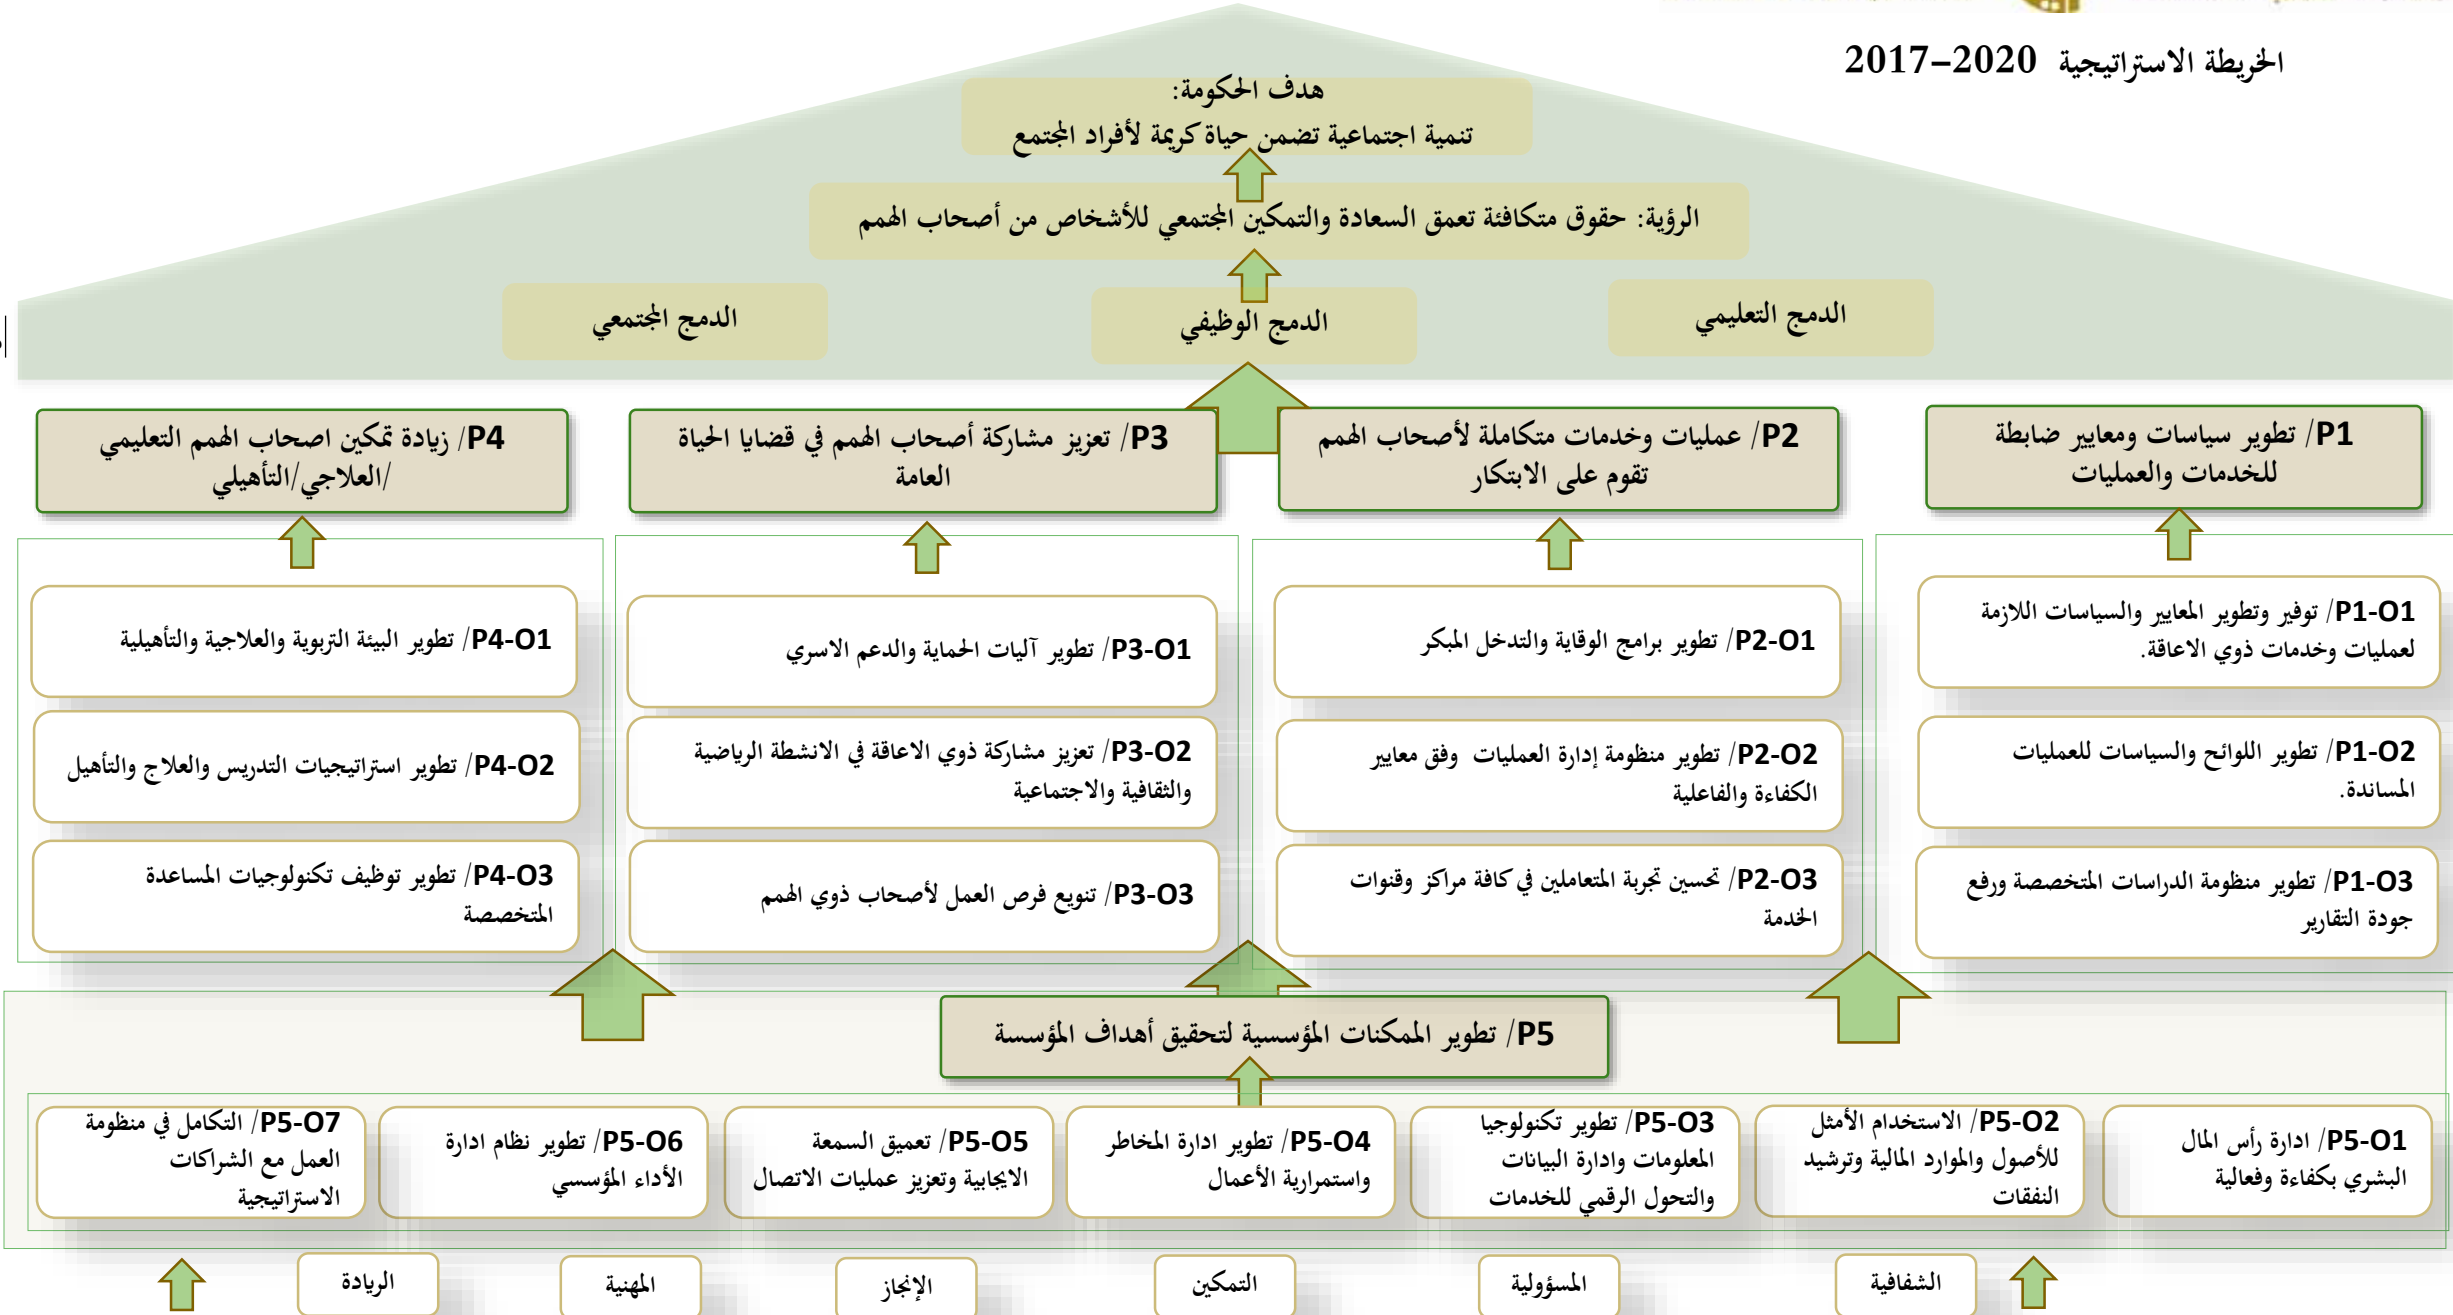 الخريطة الاستراتيجية 2020–2017
هدف الحكومة:
تنمية اجتماعية تضمن حياة كريمة لأفراد المجتمع
الرؤية: حقوق متكافئة تعمق السعادة والتمكين المجتمعي للأشخاص من أصحاب الهمم
الدمج التعليمي
الدمج الوظيفي
الدمج المجتمعي
P1/ تطوير سياسات ومعايير ضابطة
للخدمات والعمليات
P2/ عمليات وخدمات متكاملة لأصحاب الهمم
تقوم على الابتكار
P3/ تعزيز مشاركة أصحاب الهمم في قضايا الحياة
العامة
P4/ زيادة تمكين اصحاب الهمم التعليمي
/العلاجي/التأهيلي
P1-O1/ توفير وتطوير المعايير والسياسات اللازمة
لعمليات وخدمات ذوي الاعاقة.
P1-O2/ تطوير اللوائح والسياسات للعمليات
المساندة.
P1-O3/ تطوير منظومة الدراسات المتخصصة ورفع
جودة التقارير
P2-O1/ تطوير برامج الوقاية والتدخل المبكر
P2-O2/ تطوير منظومة إدارة العمليات وفق معايير
الكفاءة والفاعلية
P2-O3/ تحسين تجربة المتعاملين في كافة مراكز وقنوات
الخدمة
P3-O1/ تطوير آليات الحماية والدعم الاسري
P3-O2/ تعزيز مشاركة ذوي الاعاقة في الانشطة الرياضية
والثقافية والاجتماعية
P3-O3/ تنويع فرص العمل لأصحاب ذوي الهمم
P4-O1/ تطوير البيئة التربوية والعلاجية والتأهيلية
P4-O2/ تطوير استراتيجيات التدريس والعلاج والتأهيل
P4-O3/ تطوير توظيف تكنولوجيات المساعدة
المتخصصة
P5/ تطوير الممكنات المؤسسية لتحقيق أهداف المؤسسة
P5-O1/ ادارة رأس المال
البشري بكفاءة وفعالية
P5-O2/ الاستخدام الأمثل
للأصول والموارد المالية وترشيد
النفقات
P5-O3/ تطوير تكنولوجيا
المعلومات وادارة البيانات
والتحول الرقمي للخدمات
P5-O4/ تطوير ادارة المخاطر
واستمرارية الأعمال
P5-O5/ تعميق السمعة
الايجابية وتعزيز عمليات الاتصال
P5-O6/ تطوير نظام ادارة
الأداء المؤسسي
P5-O7/ التكامل في منظومة
العمل مع الشراكات
الاستراتيجية
الشفافية
المسؤولية
التمكين
الإنجاز
المهنية
الريادة